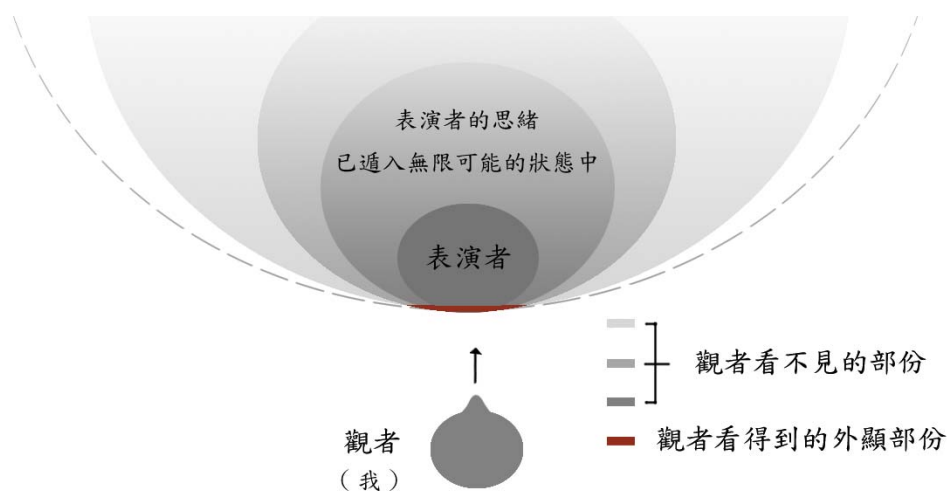 表演者的思緒
已遁入無限可能的狀態中
表演者
觀者看不見的部份
觀者看得到的外顯部份
觀者
（我）